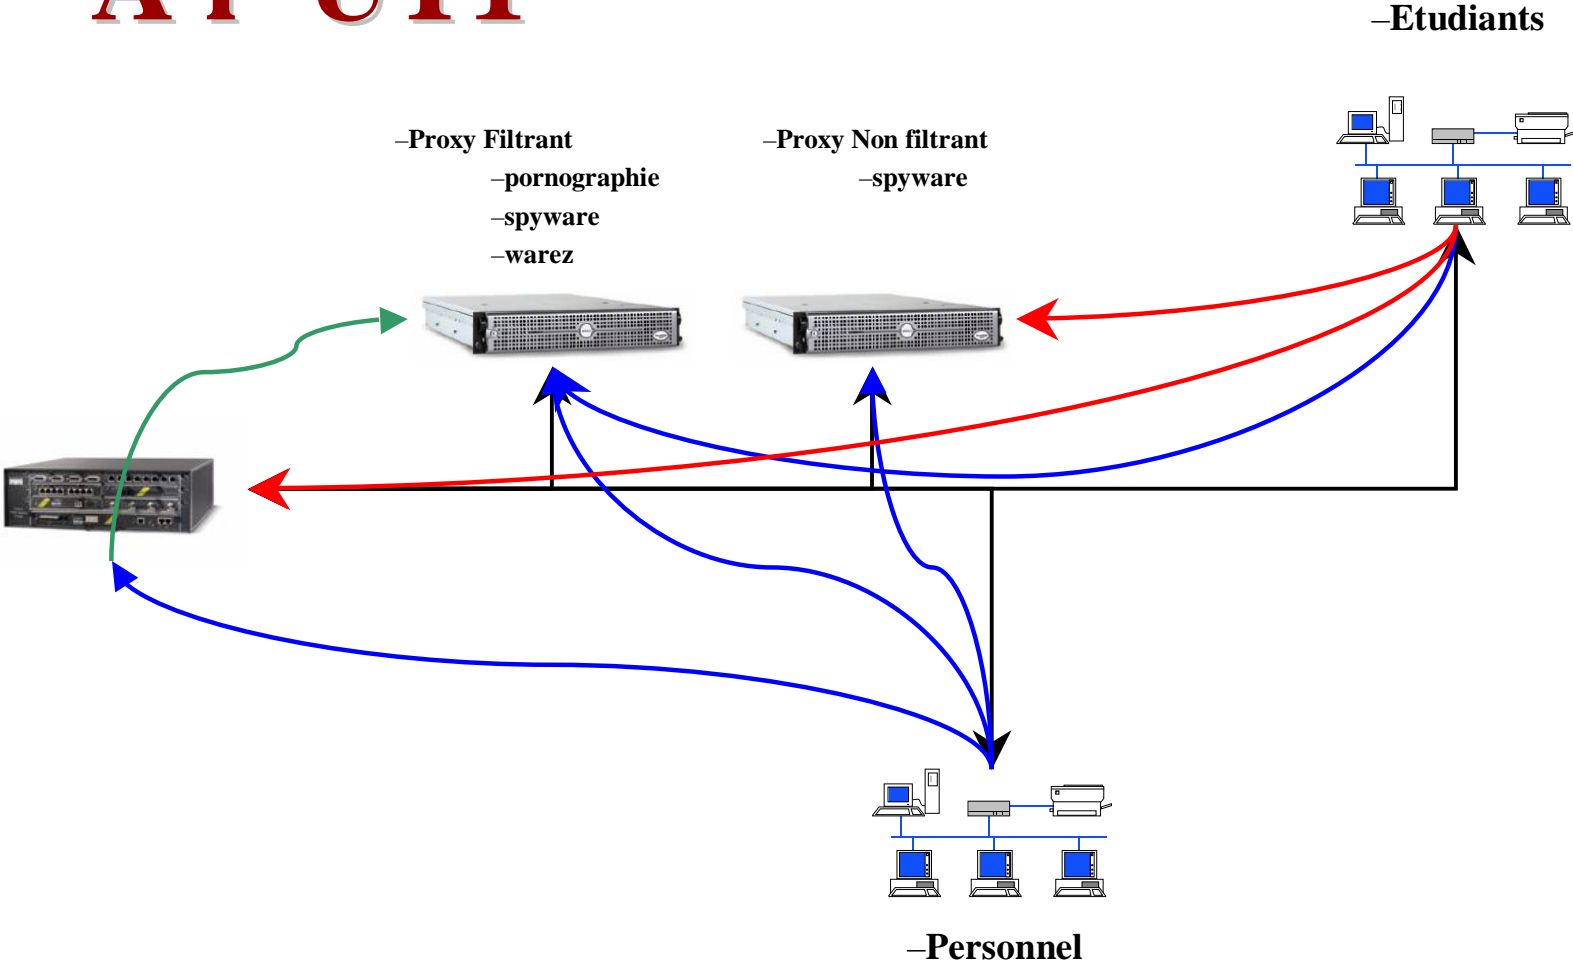 –Etudiants
–Proxy Filtrant
–pornographie
–spyware
–warez
–Proxy Non filtrant
–spyware
–Personnel